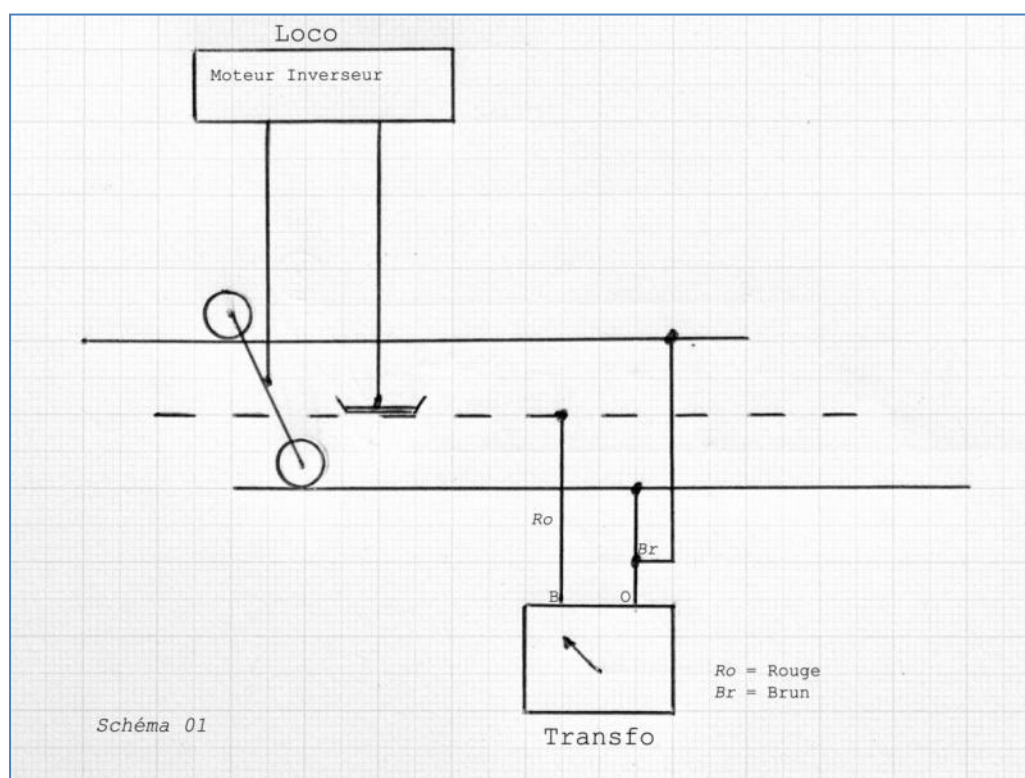 Loco
Moteur Inverseur
Ro
Br
B
O
Ro = Rouge
Br = Brun
Schéma 01
Transfo